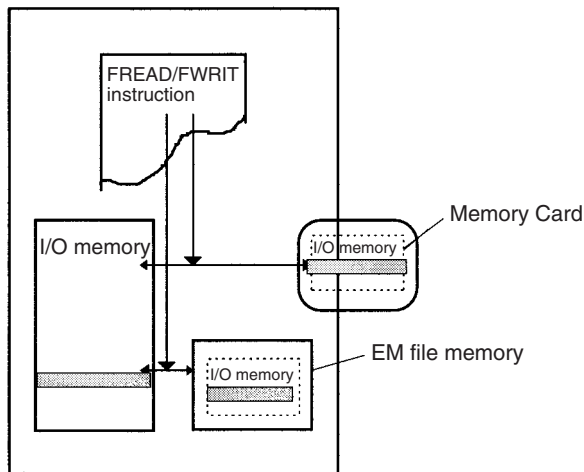 FREAD/FWRIT
instruction
Memory Card
I/O memory
I/O memory
EM file memory
I/O memory